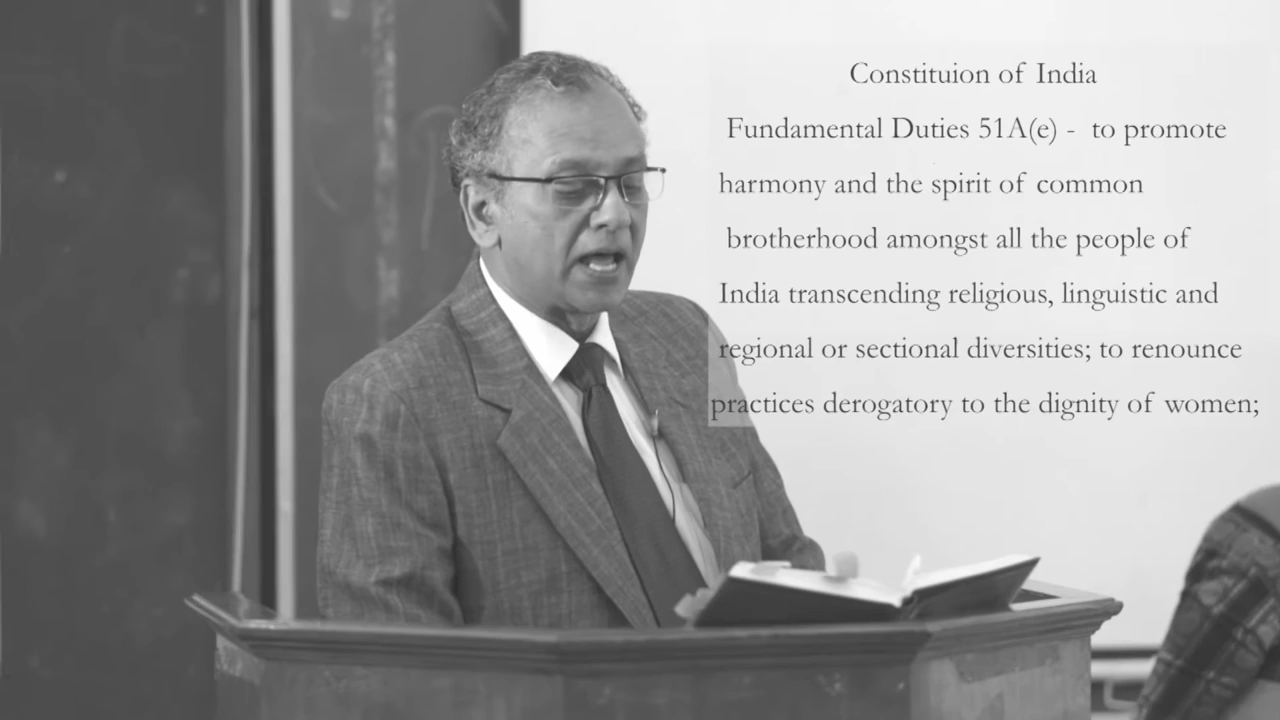 Constituion of India
Fundamental Duties 51A(e) - to promote
harmony and the spirit of common
brotherhood amongst all the people of
India transcending religious, linguistic and
regional or sectional diversities; to renounce
practices derogatory to the dignity of women;